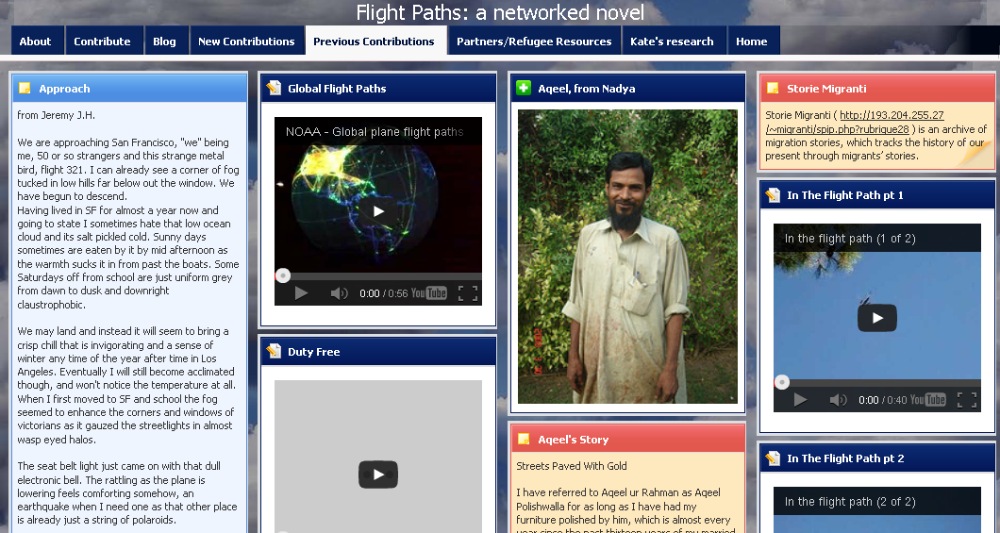 Flight Paths: a networked novel
About
Contribute
Blog
New Contributions
Previous Contributions
Partners/Refugee Resources
Kate's research
Home
Approach
from Jeremy J.H.
We are approaching San Francisco, "we" being
me, 50 or so strangers and this strange metal
bird, flight 321. I can already see a corner of fog
tucked in low hills far below out the window. We
have begun to descend.
Having lived in SF for almost a year now and
going to state I sometimes hate that low ocean
cloud and its salt pickled cold. Sunny days
sometimes are eaten by it by mid afternoon as
the warmth sucks it in from past the boats. Some
Saturdays off from school are just uniform grey
from dawn to dusk and downright
claustrophobic.
We may land and instead it will seem to bring a
crisp chill that is invigorating and a sense of
winter any time of the year after time in Los
Angeles. Eventually I will still become acclimated
though, and won't notice the temperature at all.
When I first moved to SF and school the fog
seemed to enhance the corners and windows of
victorians as it gauzed the streetlights in almost
wasp eyed halos.
The seat belt light just came on with that dull
electronic bell. The rattling as the plane is
lowering feels comforting somehow, an
earthquake when I need one as that other place
is already just a string of polaroids.
Global Flight Paths
NOAA - Global plane flight paths
0:00 / 0:56 YouTube
Duty Free
Aqeel, from Nadya
Aqeel's Story
Streets Paved With Gold
I have referred to Aqeel ur Rahman as Aqeel
Polishwalla for as long as I have had my
furniture polished by him, which is almost every
year since the past thirteen years of my married
Storie Migranti
Storie Migranti ( http://193.204.255.27
/~migranti/spip.php?rubrique28 ) is an archive of
migration stories, which tracks the history of our
present through migrants' stories.
In The Flight Path pt 1
In the flight path (1 of 2)
0:00 / 0:40 YouTube
In The Flight Path pt 2
In the flight path (2 of 2)